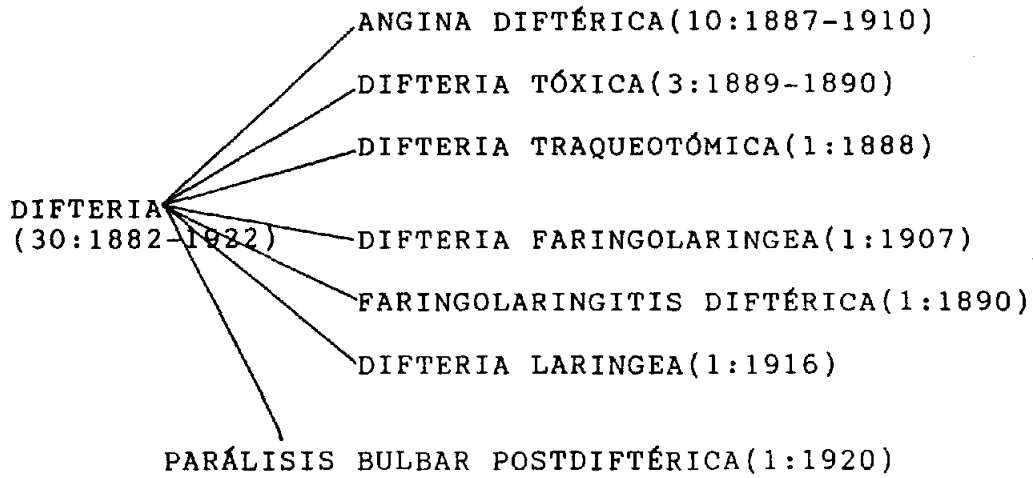 ANGINA DIFTÉRICA(10:1887-1910)
DIFTERIA TÓXICA(3:1889-1890)
DIFTERIA TRAQUEOTÓMICA(1:1888)
DIFTERIA
(30:1882-1922)
DIFTERIA FARINGOLARINGEA(1:1907)
FARINGOLARINGITIS DIFTÉRICA(1:1890)
DIFTERIA LARINGEA(1:1916)
PARÁLISIS BULBAR POSTDIFTÉRICA(1:1920)